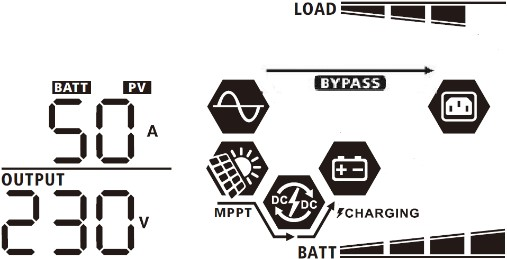 LOAD
BYPASS
BATT PV
50 A
OUTPUT
230 V
MPPT
DC DC
CHARGING
BATT